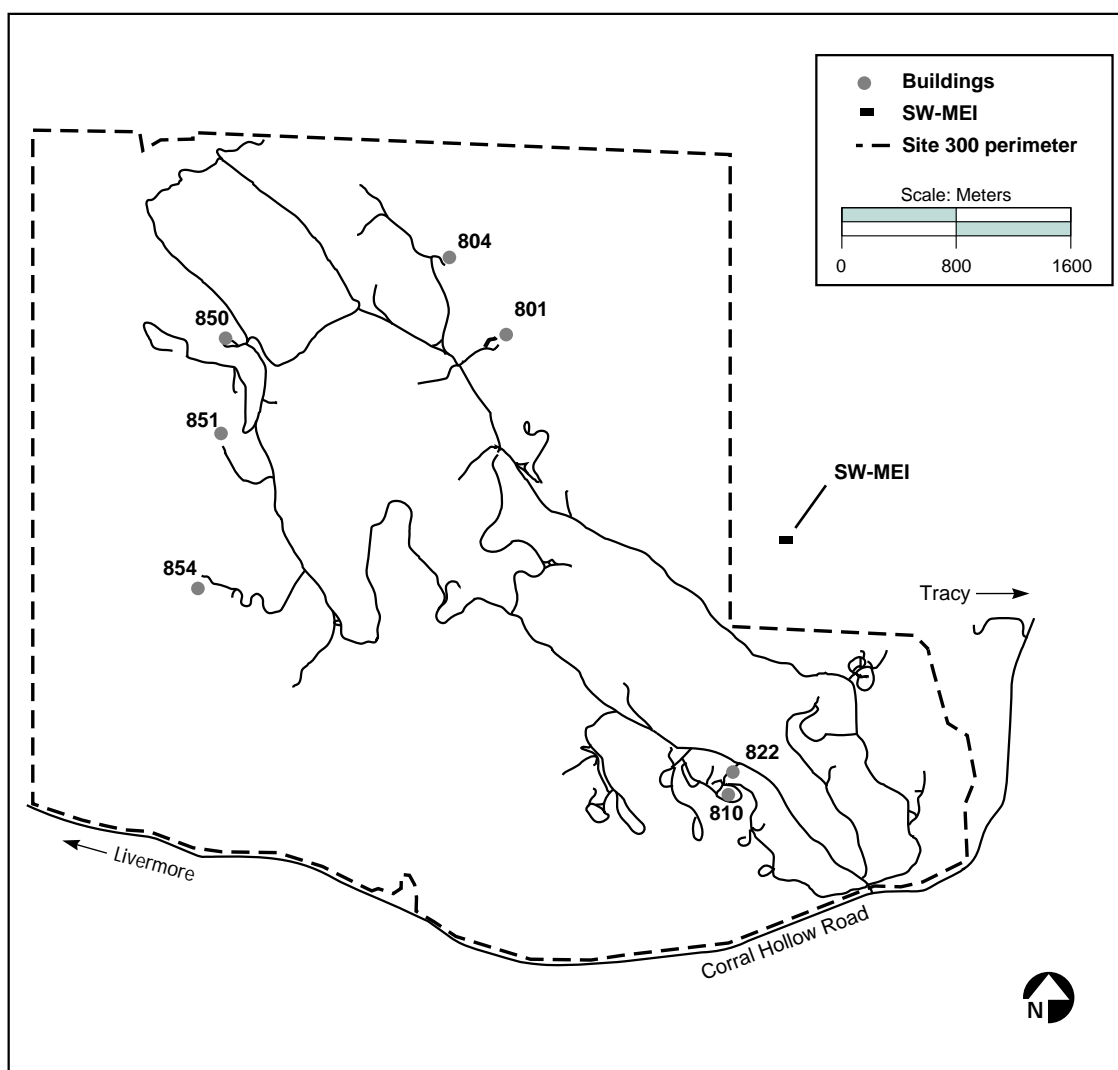 Buildings
SW-MEI
Site 300 perimeter
Scale: Meters
0 800 1600
804
801
850
851
SW-MEI
854
Tracy
822
810
Livermore
Corral Hollow Road
N